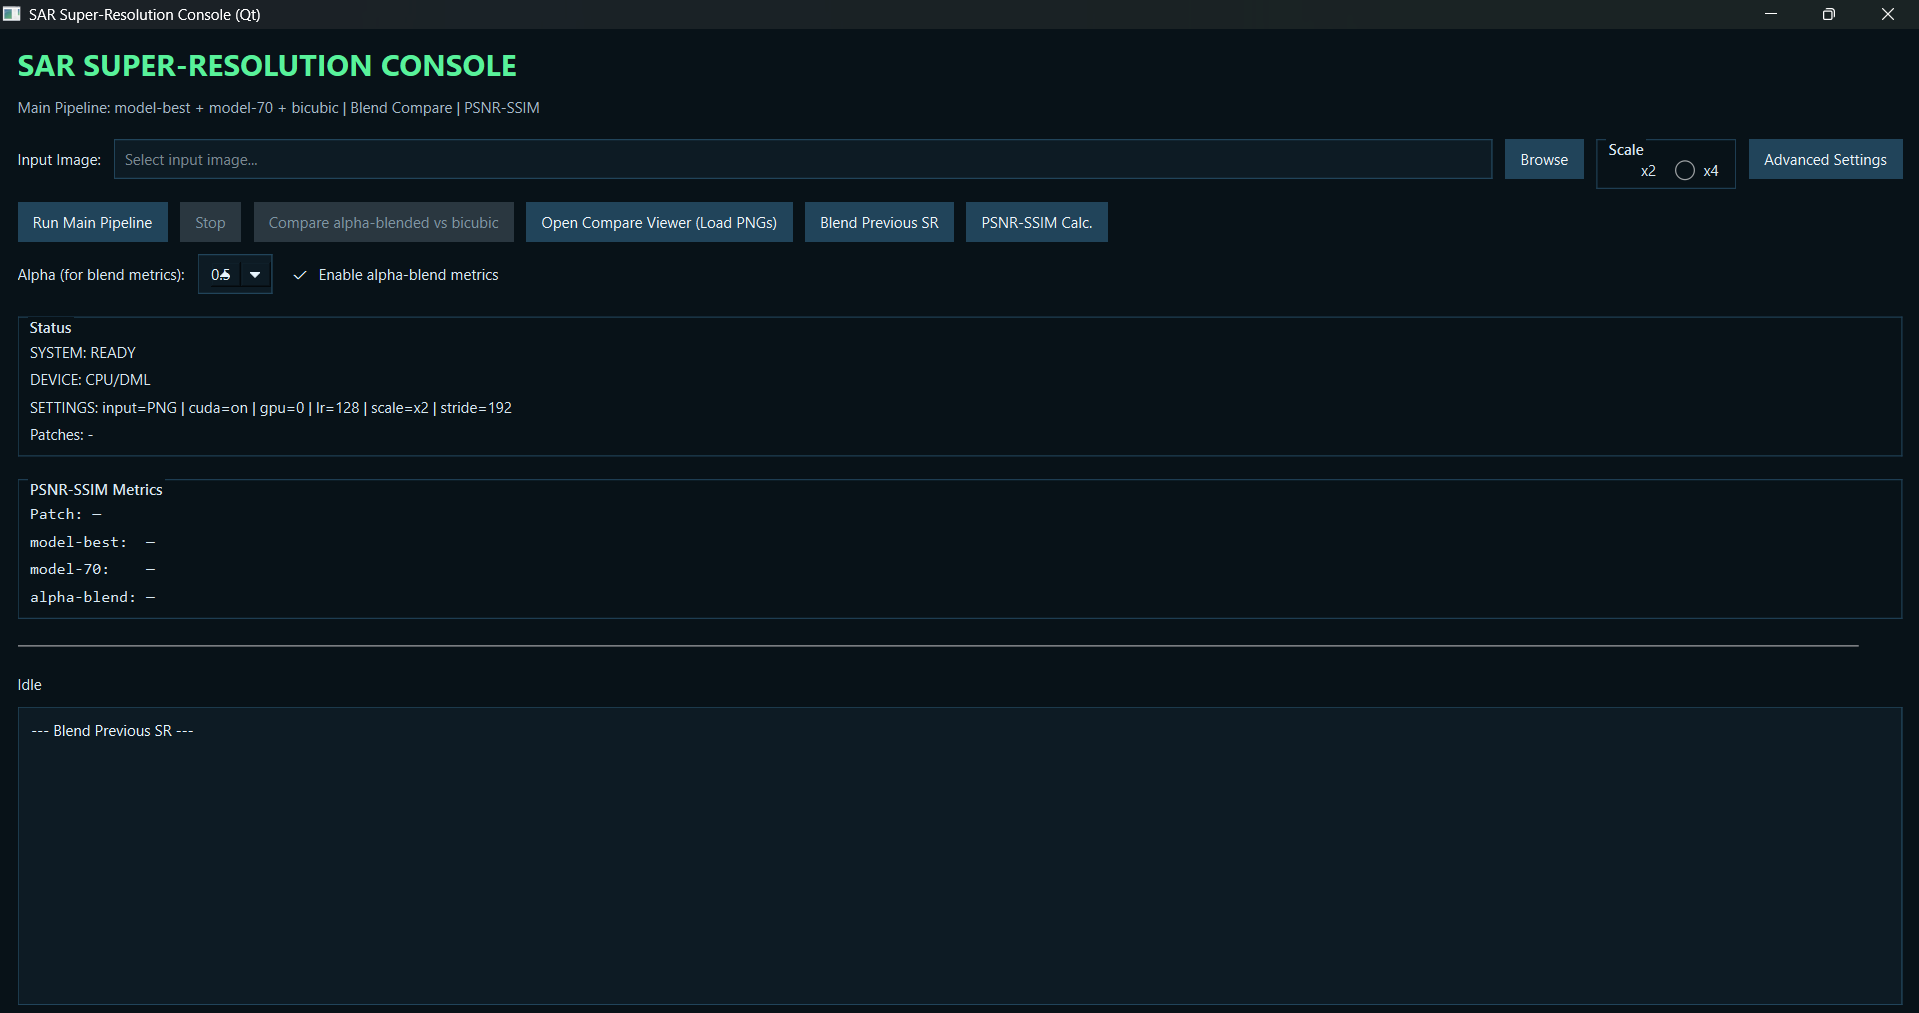 SAR Super-Resolution Console (Qt)
SAR SUPER-RESOLUTION CONSOLE
Main Pipeline: model-best + model-70 + bicubic | Blend Compare | PSNR-SSIM
Input Image: Select input image... Browse Scale x2 x4 Advanced Settings
Run Main Pipeline Stop Compare alpha-blended vs bicubic Open Compare Viewer (Load PNGs) Blend Previous SR PSNR-SSIM Calc.
Alpha (for blend metrics): 0.5 Enable alpha-blend metrics
Status
SYSTEM: READY
DEVICE: CPU/DML
SETTINGS: input=PNG | cuda=on | gpu=0 | lr=128 | scale=x2 | stride=192
Patches: -
PSNR-SSIM Metrics
Patch: —
model-best: —
model-70: —
alpha-blend: —
Idle
--- Blend Previous SR ---